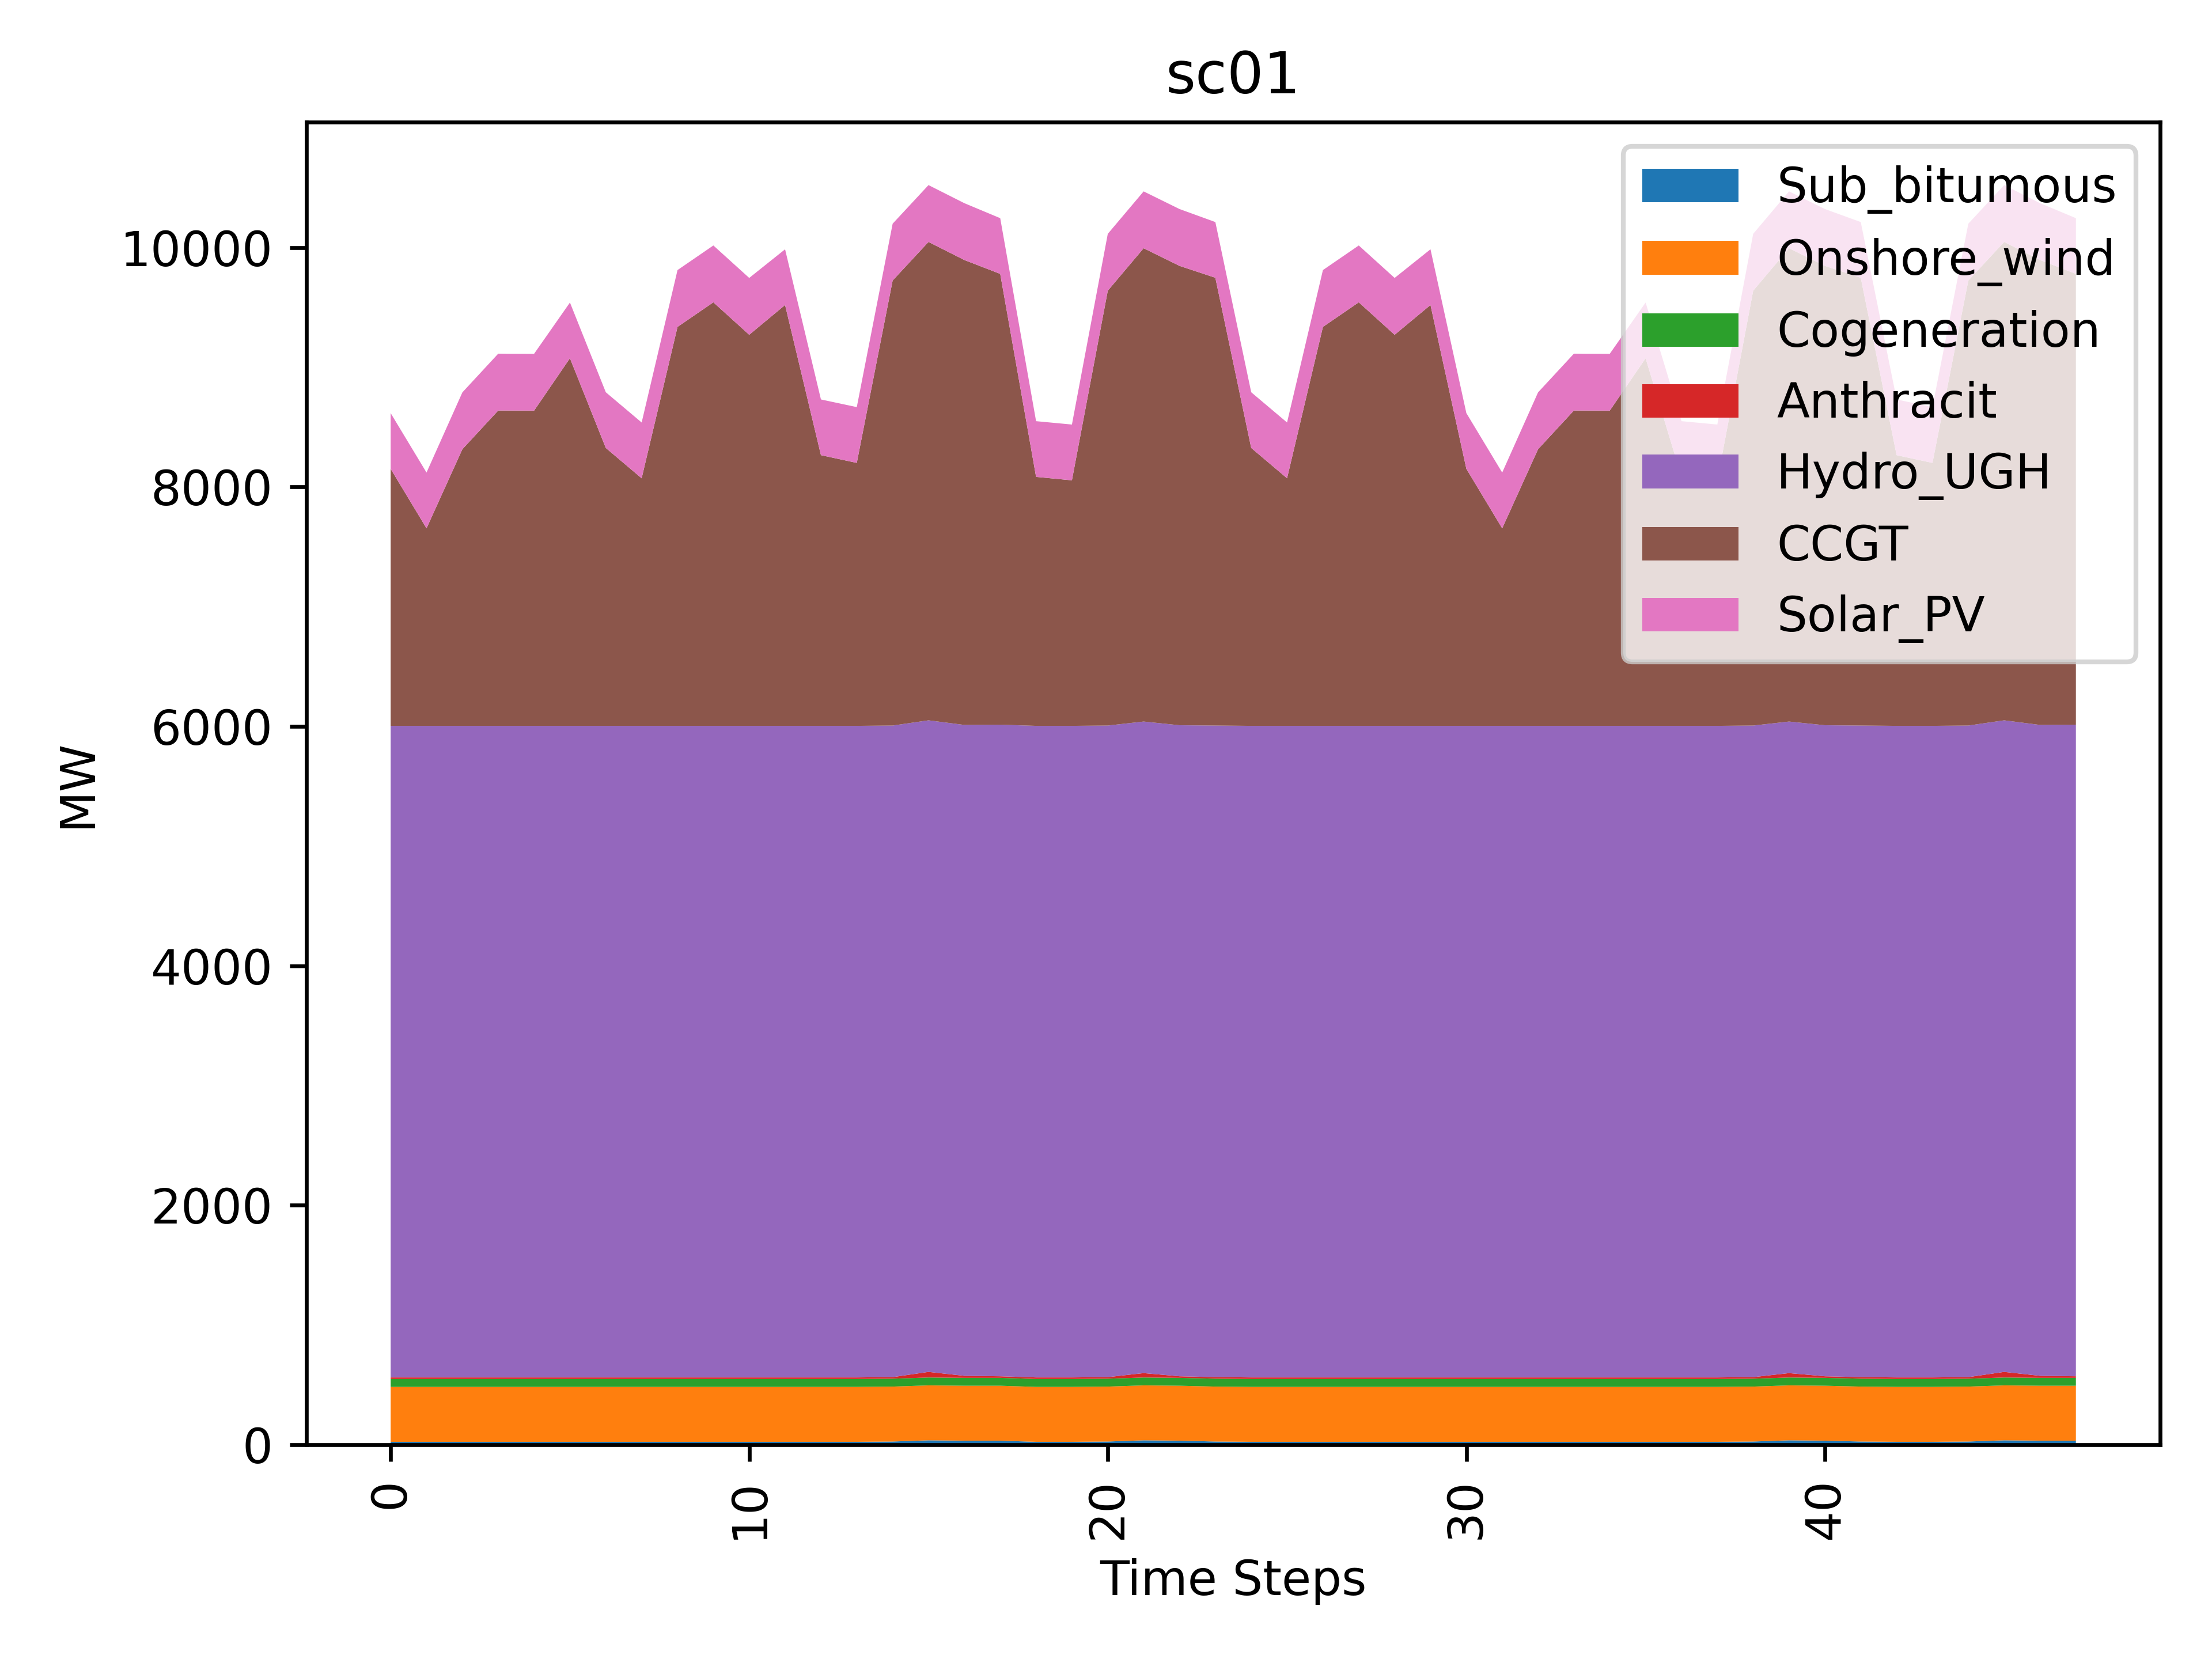 sc01
Sub_bitumous
Onshore_wind
Cogeneration
Anthracit
Hydro_UGH
CCGT
Solar_PV
10000
8000
6000
4000
2000
0
MW
0
10
20
30
40
Time Steps